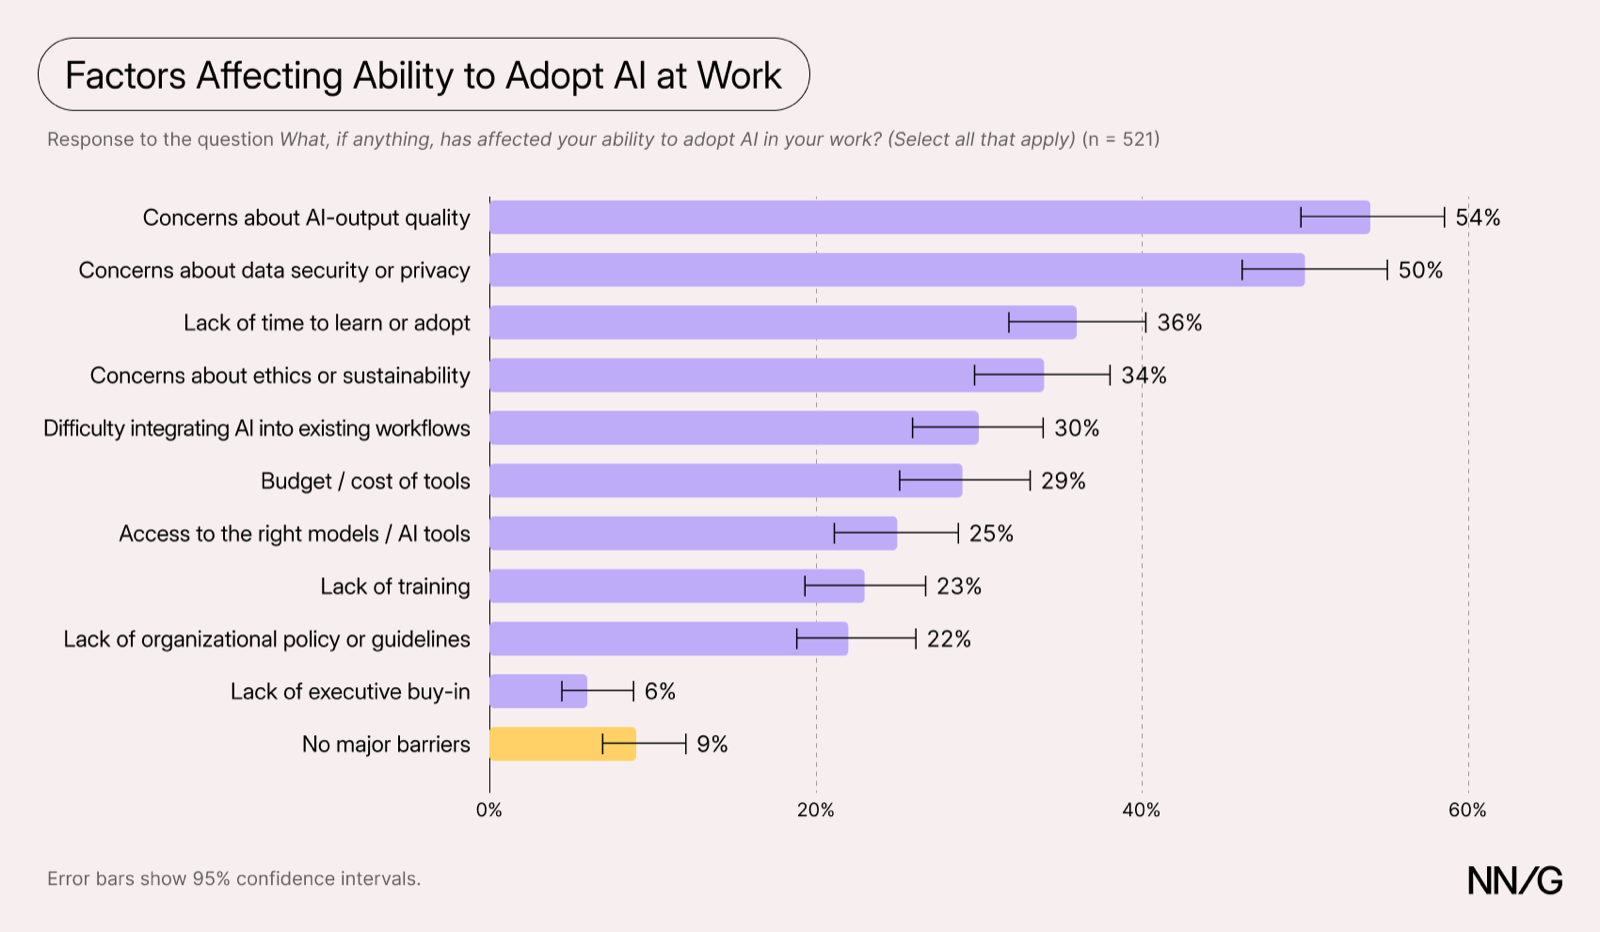 Factors Affecting Ability to Adopt AI at Work
Response to the question What, if anything, has affected your ability to adopt AI in your work? (Select all that apply) (n = 521)
Concerns about AI-output quality 54%
Concerns about data security or privacy 50%
Lack of time to learn or adopt 36%
Concerns about ethics or sustainability 34%
Difficulty integrating AI into existing workflows 30%
Budget / cost of tools 29%
Access to the right models / AI tools 25%
Lack of training 23%
Lack of organizational policy or guidelines 22%
Lack of executive buy-in 6%
No major barriers 9%
0% 20% 40% 60%
Error bars show 95% confidence intervals.
NN/G